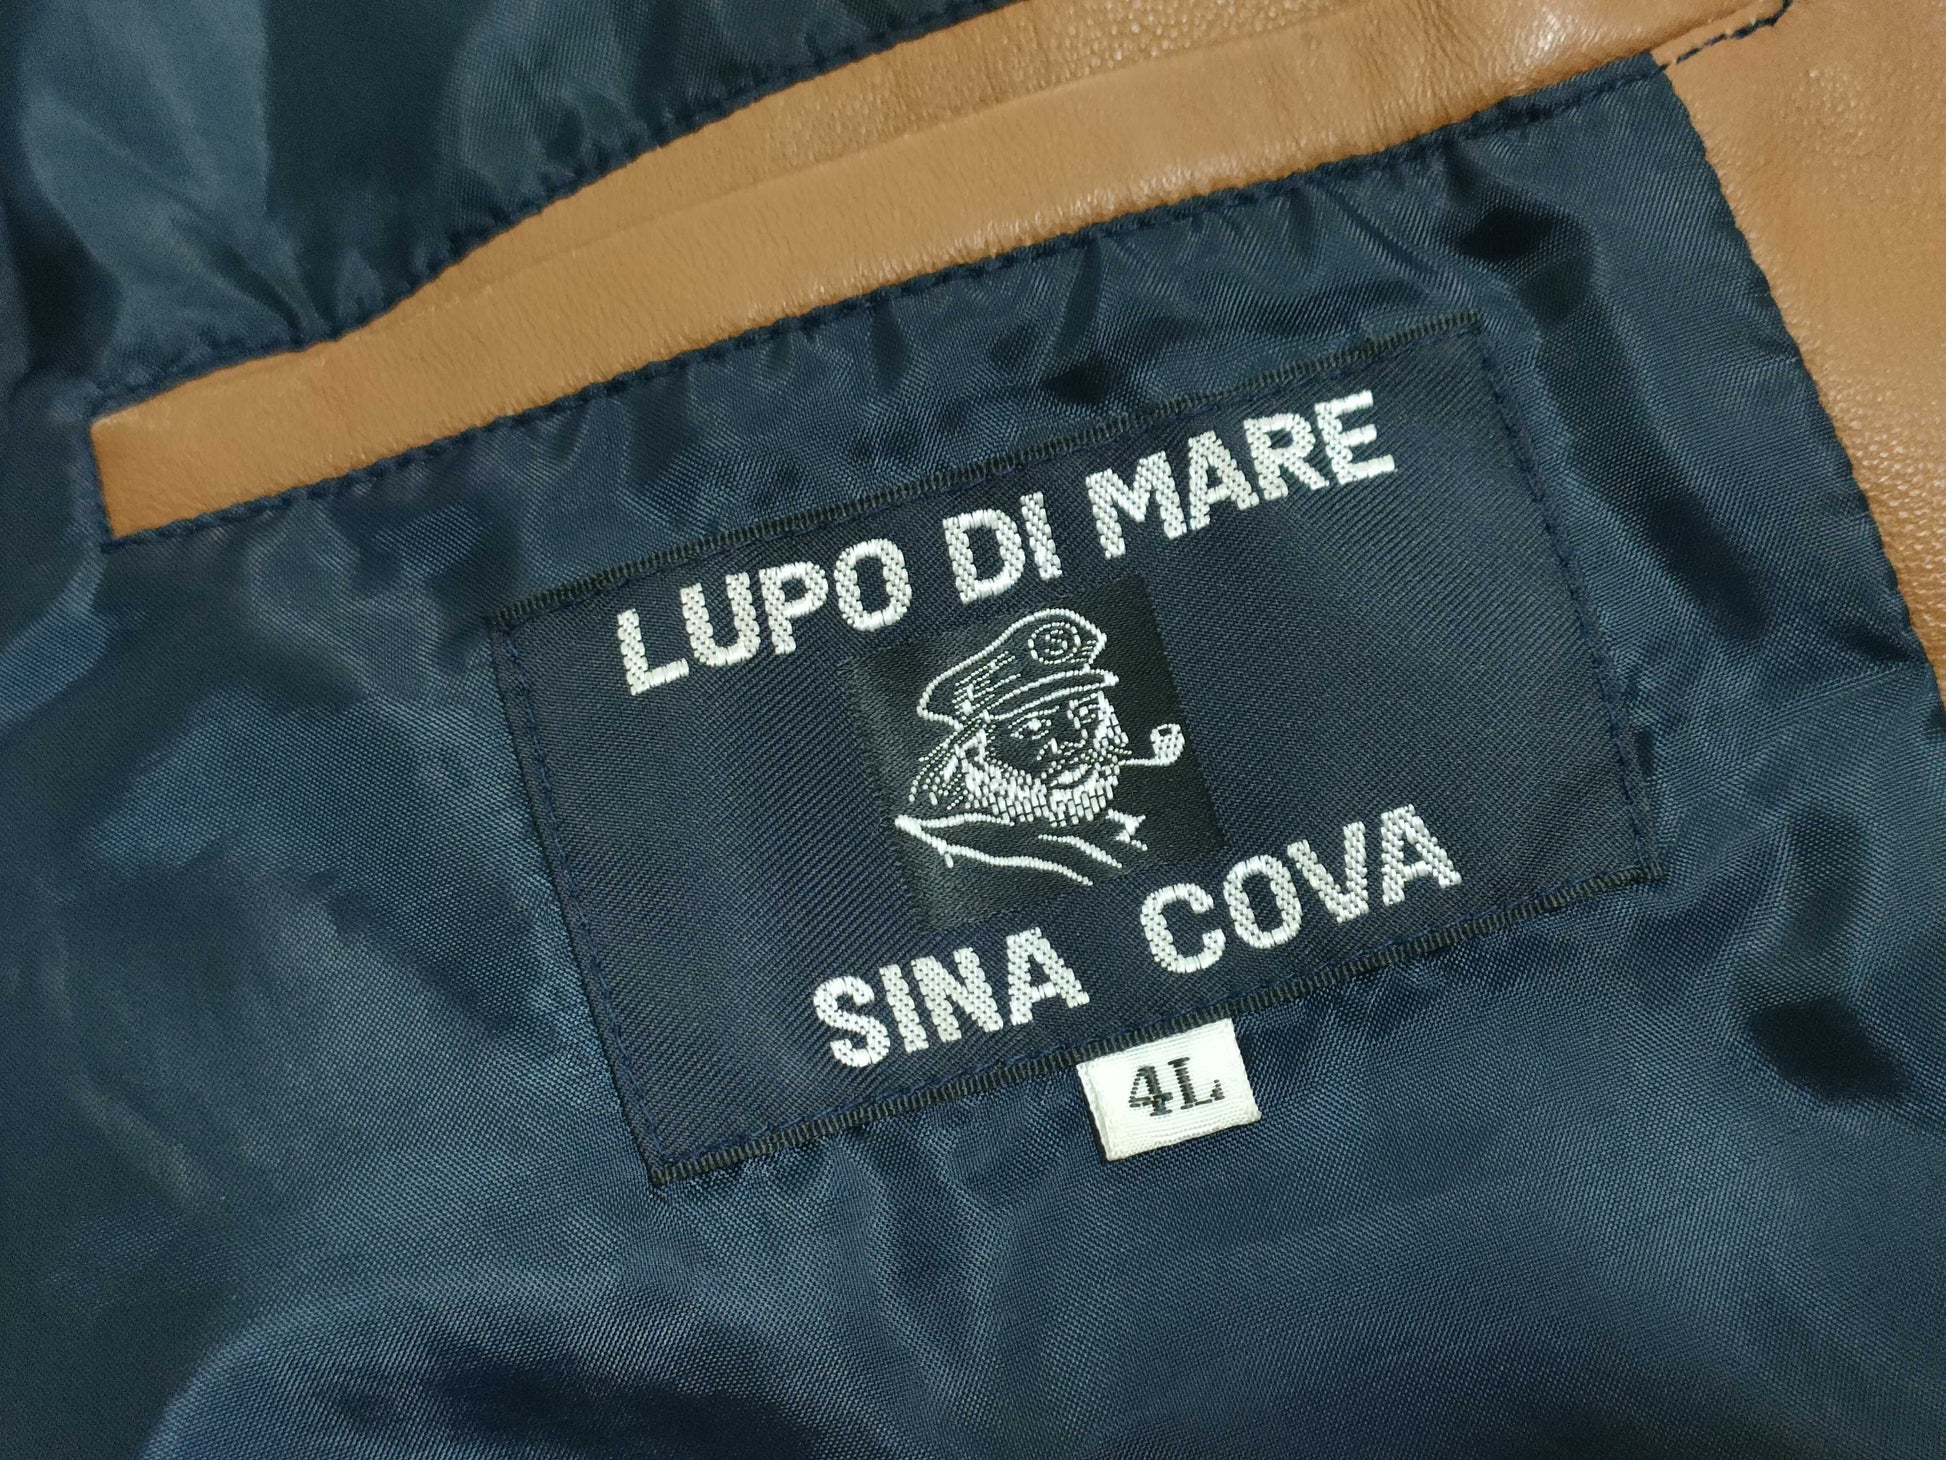 LUPO DI MARE
S
SINA COVA
4L